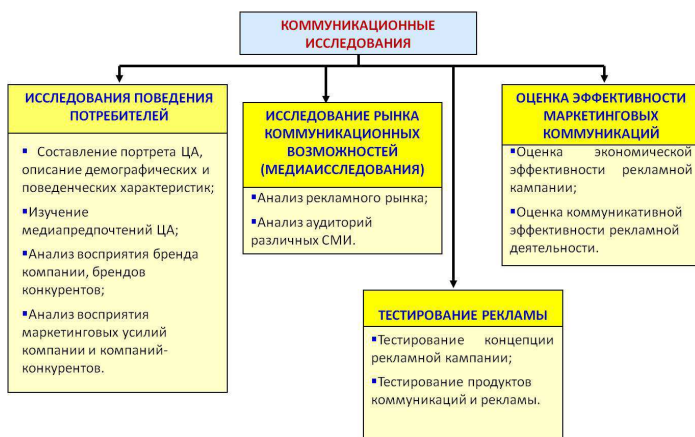 КОММУНИКАЦИОННЫЕ
ИССЛЕДОВАНИЯ
ИССЛЕДОВАНИЯ ПОВЕДЕНИЯ
ПОТРЕБИТЕЛЕЙ
▪ Составление портрета ЦА,
описание демографических и
поведенческих характеристик;
▪Изучение
медиапредпочтений ЦА;
▪Анализ восприятия бренда
компании, брендов
конкурентов;
▪Анализ восприятия
маркетинговых усилий
компании и компаний-
конкурентов.
ИССЛЕДОВАНИЕ РЫНКА
КОММУНИКАЦИОННЫХ
ВОЗМОЖНОСТЕЙ
(МЕДИАИССЛЕДОВАНИЯ)
▪Анализ рекламного рынка;
▪Анализ аудиторий
различных СМИ.
ТЕСТИРОВАНИЕ РЕКЛАМЫ
▪Тестирование концепции
рекламной кампании;
▪Тестирование продуктов
коммуникаций и рекламы.
ОЦЕНКА ЭФФЕКТИВНОСТИ
МАРКЕТИНГОВЫХ
КОММУНИКАЦИЙ
▪Оценка экономической
эффективности рекламной
кампании;
▪Оценка коммуникативной
эффективности рекламной
деятельности.